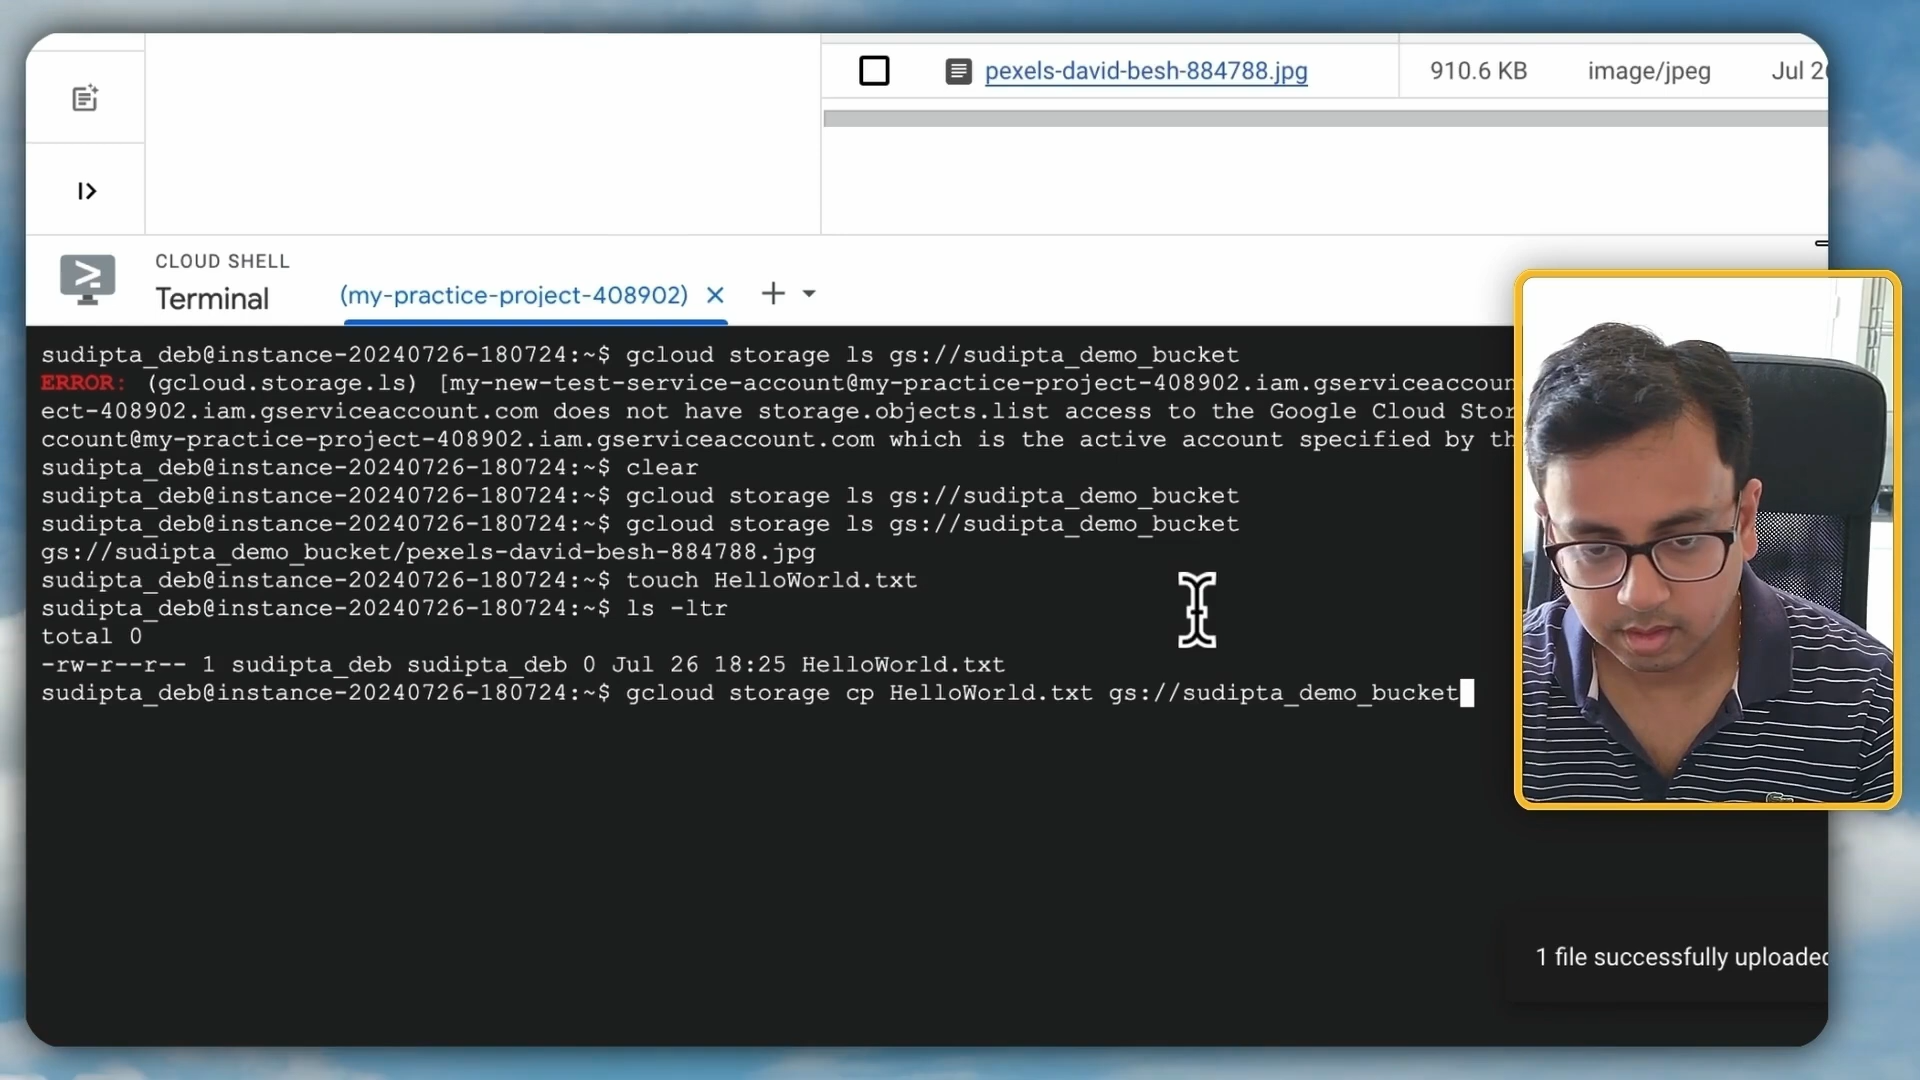 pexels-david-besh-884788.jpg 910.6 KB image/jpeg Jul 26
CLOUD SHELL
Terminal (my-practice-project-408902)
sudipta_deb@instance-20240726-180724:~$ gcloud storage ls gs://sudipta_demo_bucket
ERROR: (gcloud.storage.ls) [my-new-test-service-account@my-practice-project-408902.iam.gserviceaccoun
ect-408902.iam.gserviceaccount.com does not have storage.objects.list access to the Google Cloud Stor
ccount@my-practice-project-408902.iam.gserviceaccount.com which is the active account specified by th
sudipta_deb@instance-20240726-180724:~$ clear
sudipta_deb@instance-20240726-180724:~$ gcloud storage ls gs://sudipta_demo_bucket
sudipta_deb@instance-20240726-180724:~$ gcloud storage ls gs://sudipta_demo_bucket
gs://sudipta_demo_bucket/pexels-david-besh-884788.jpg
sudipta_deb@instance-20240726-180724:~$ touch HelloWorld.txt
sudipta_deb@instance-20240726-180724:~$ ls -ltr
total 0
-rw-r--r-- 1 sudipta_deb sudipta_deb 0 Jul 26 18:25 HelloWorld.txt
sudipta_deb@instance-20240726-180724:~$ gcloud storage cp HelloWorld.txt gs://sudipta_demo_bucket
1 file successfully uploaded